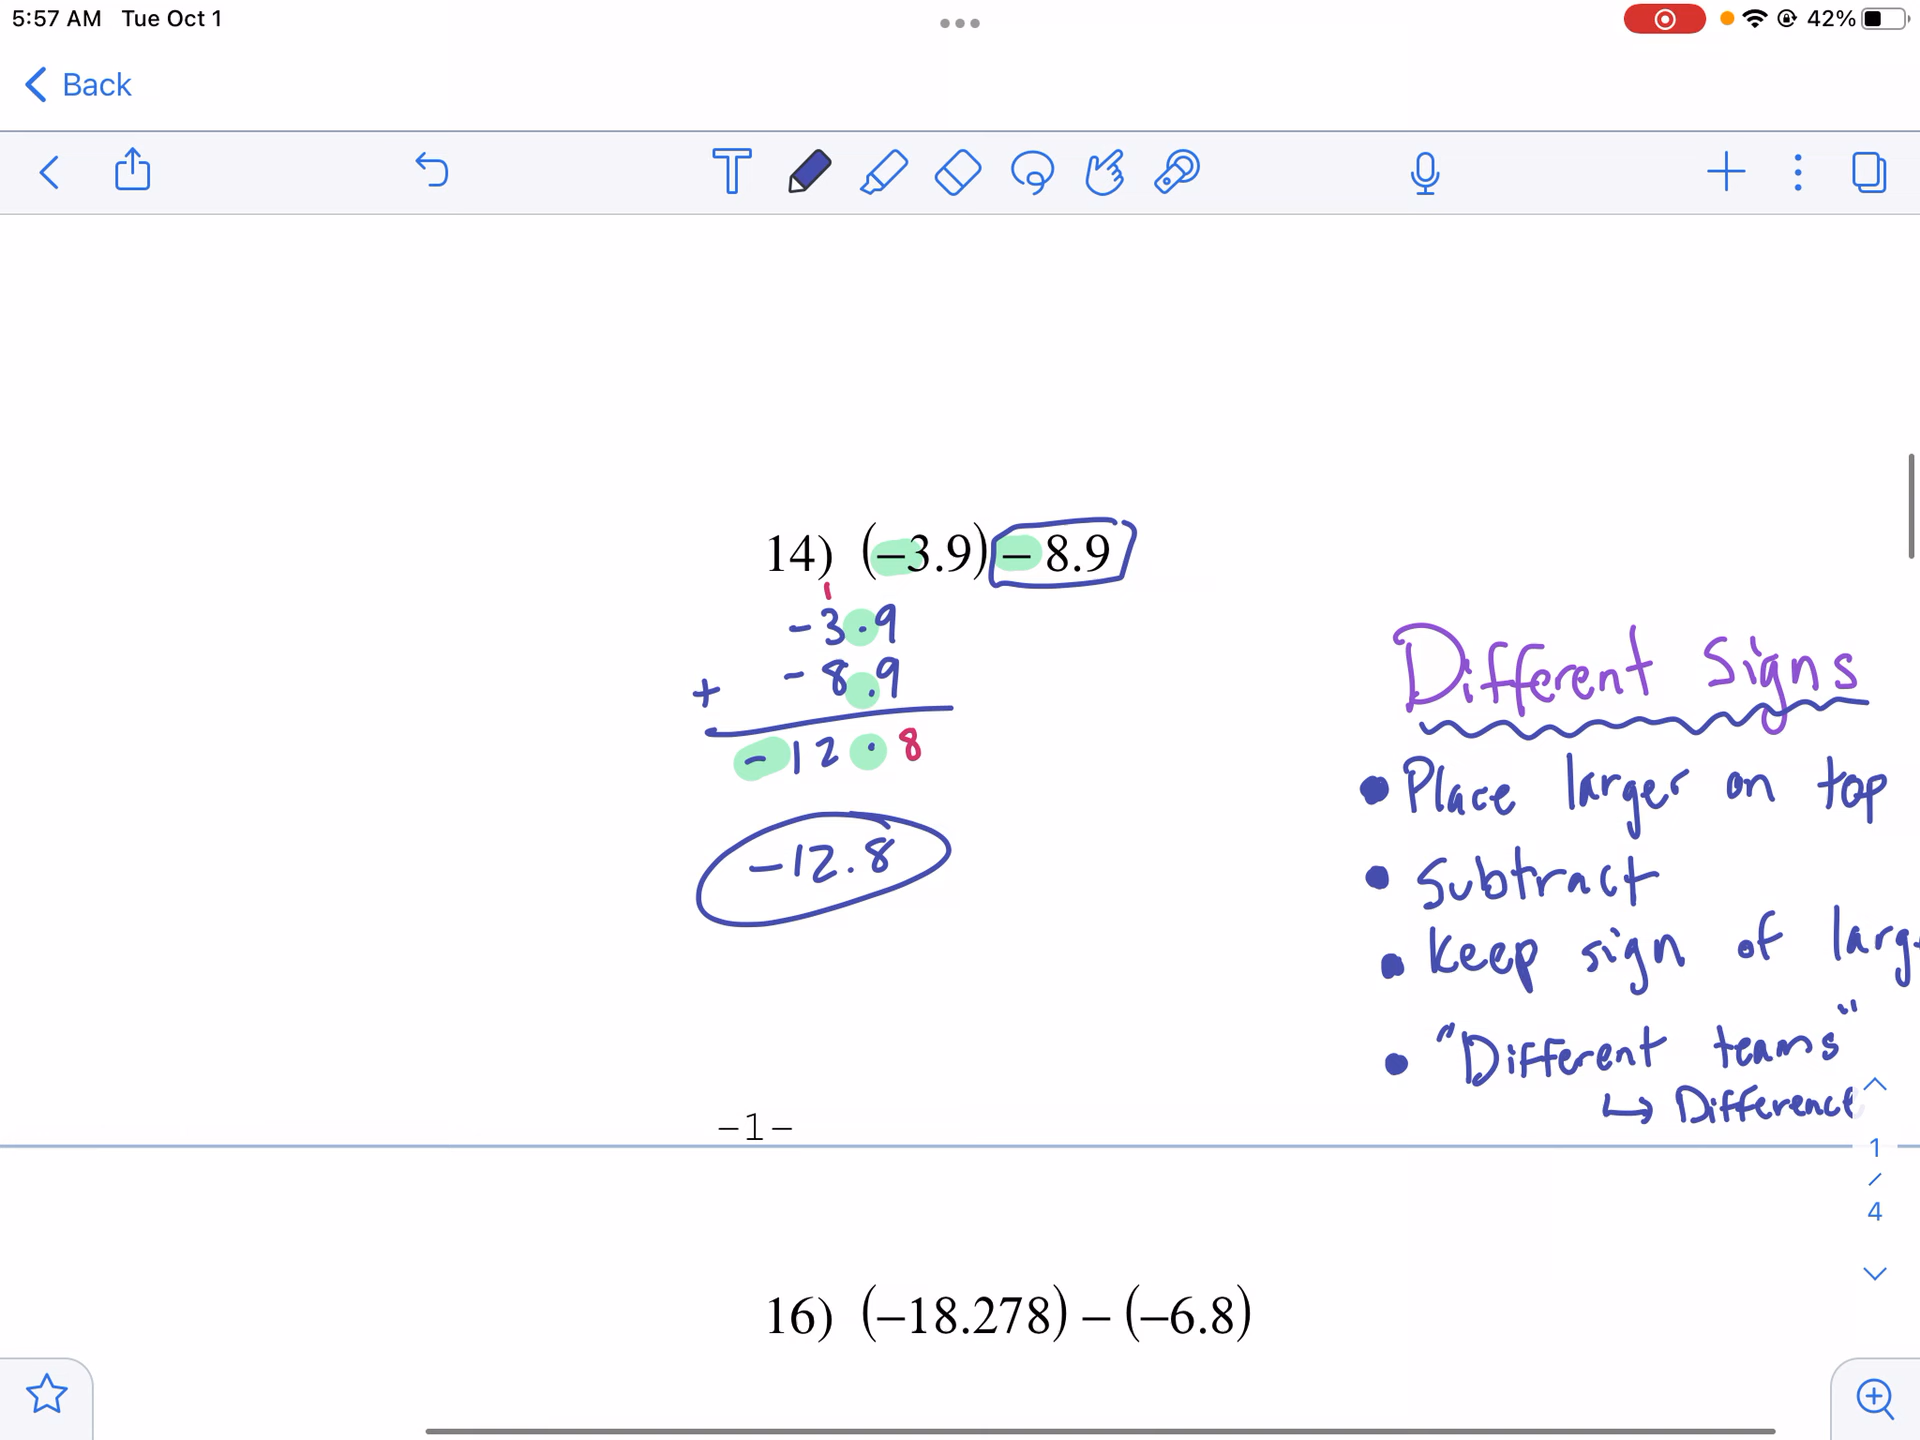 5:57 AM Tue Oct 1
42%
Back
14) (−3.9) − 8.9
1
-3.9
+ -8.9
-12.8
-12.8
Different Signs
• Place larger on top
• Subtract
• Keep sign of larg
• "Different teams"
↳ Difference
-1-
1
/
4
16) (−18.278) − (−6.8)